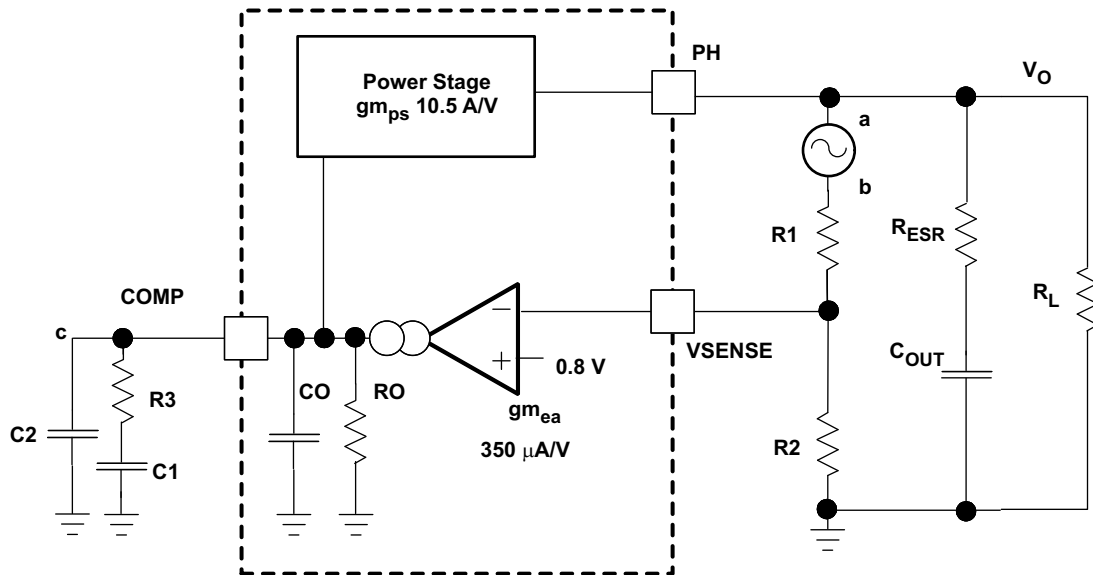 PH
Power Stage
gmps 10.5 A/V
VO
a
b
R1
RESR
RL
COMP
c
VSENSE
−
+
0.8 V
COUT
CO
RO
gmea
350 μA/V
R3
C2
C1
R2